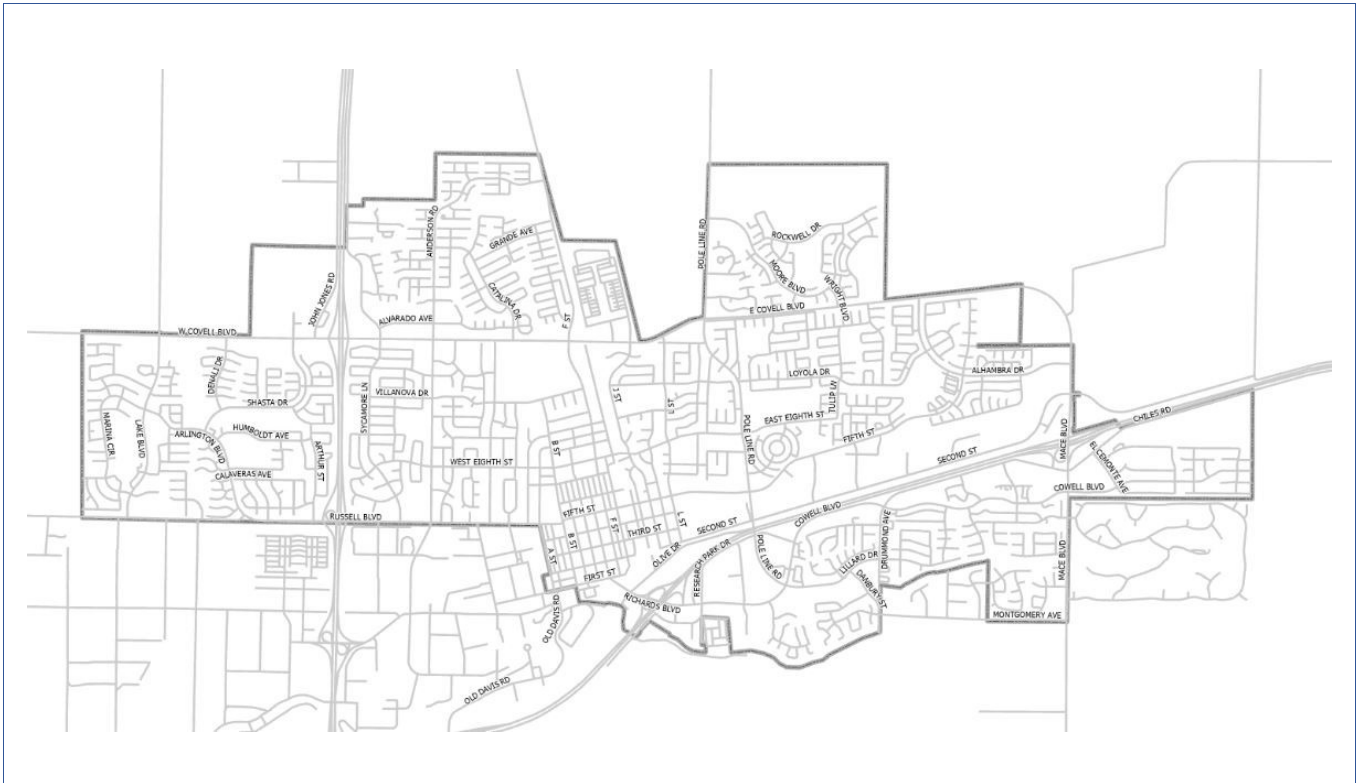 ROCKWELL DR
ANDERSON RD
GRANDE AVE
POLE LINE RD
MOORE BLVD
WRIGHT BLVD
JOHN JONES RD
CATALINA DR
E COVELL BLVD
ALVARADO AVE
F ST
W COVELL BLVD
DENALI DR
LOYOLA DR
ALHAMBRA DR
SYCAMORE LN
VILLANOVA DR
J ST
L ST
TULIP LN
SHASTA DR
MARINA CIR
LAKE BLVD
ARLINGTON BLVD
HUMBOLDT AVE
ARTHUR ST
CALAVERAS AVE
WEST EIGHTH ST
B ST
POLE LINE RD
EAST EIGHTH ST
FIFTH ST
SECOND ST
MACE BLVD
CHILES RD
EL CEMONTE AVE
COWELL BLVD
RUSSELL BLVD
FIFTH ST
F ST
THIRD ST
L ST
SECOND ST
COWELL BLVD
A ST
B ST
OLIVE DR
RESEARCH PARK DR
POLE LINE RD
LILLARD DR
DRUMMOND AVE
DANBURY ST
MACE BLVD
FIRST ST
RICHARDS BLVD
OLD DAVIS RD
MONTGOMERY AVE
OLD DAVIS RD